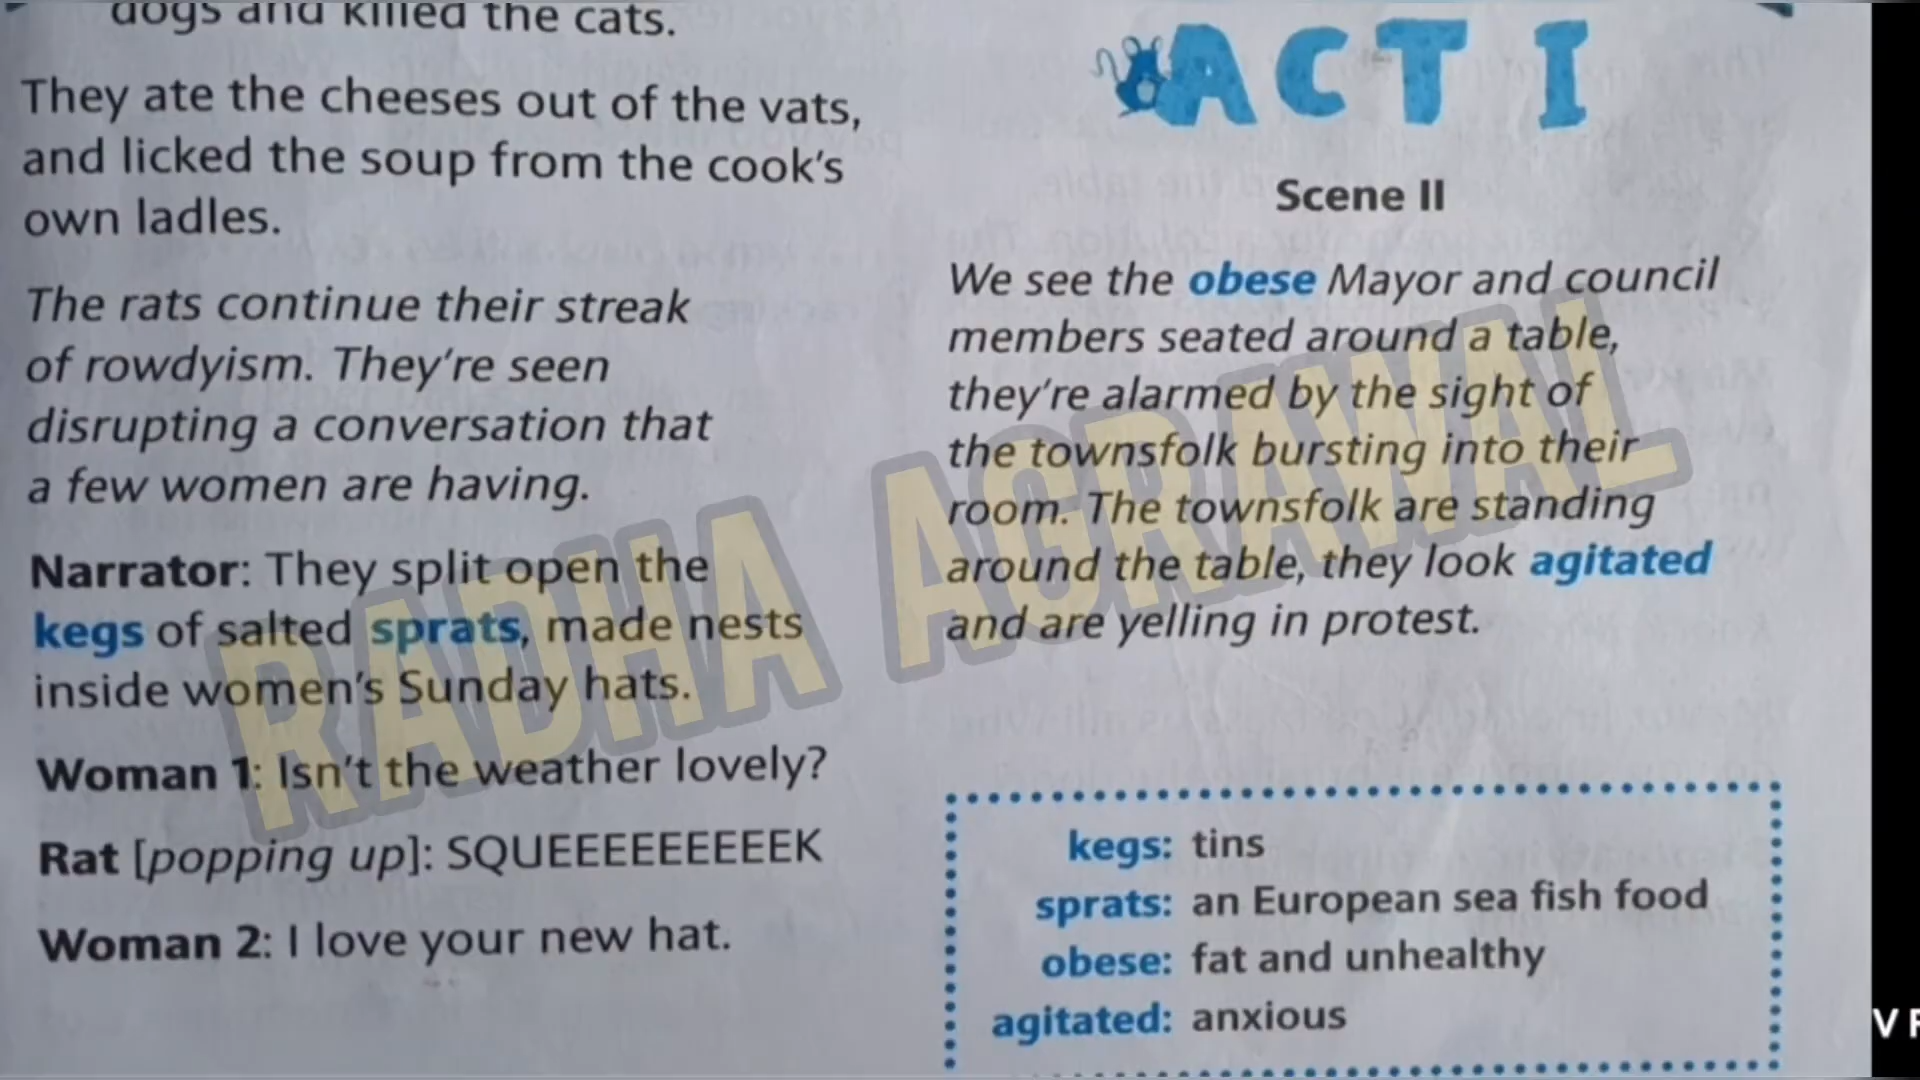 dogs and killed the cats.
They ate the cheeses out of the vats,
and licked the soup from the cook's
own ladles.
The rats continue their streak
of rowdyism. They're seen
disrupting a conversation that
a few women are having.
Narrator: They split open the
kegs of salted sprats, made nests
inside women's Sunday hats.
Woman 1: Isn't the weather lovely?
Rat [popping up]: SQUEEEEEEEEEEK
Woman 2: I love your new hat.
ACT I
Scene II
We see the obese Mayor and council
members seated around a table,
they're alarmed by the sight of
the townsfolk bursting into their
room. The townsfolk are standing
around the table, they look agitated
and are yelling in protest.
kegs: tins
sprats: an European sea fish food
obese: fat and unhealthy
agitated: anxious
RADHA AGRAWAL